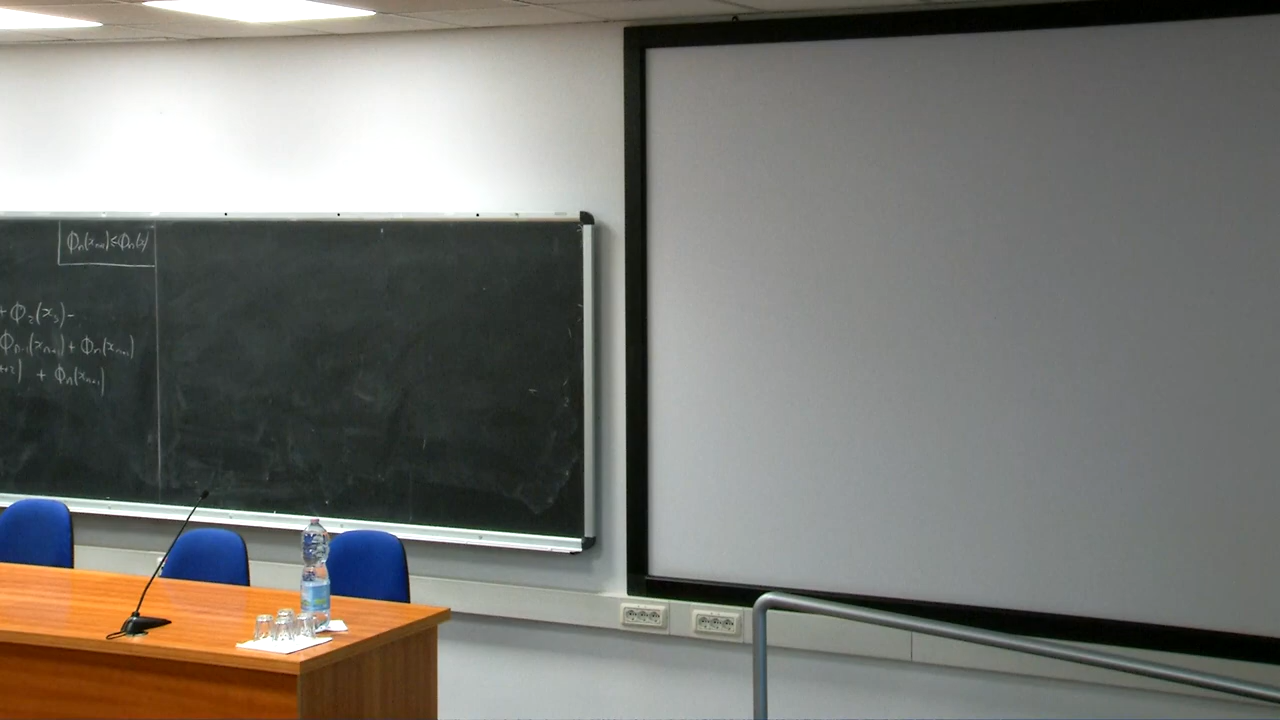 Φₙ(xₙ₊₁) ≤ Φₙ(y)
+ Φ₂(x₃) -
Φₙ₋₁(xₙ₊₁) + Φₙ(xₙ₊₁)
+ Φₙ(xₙ₊₁)